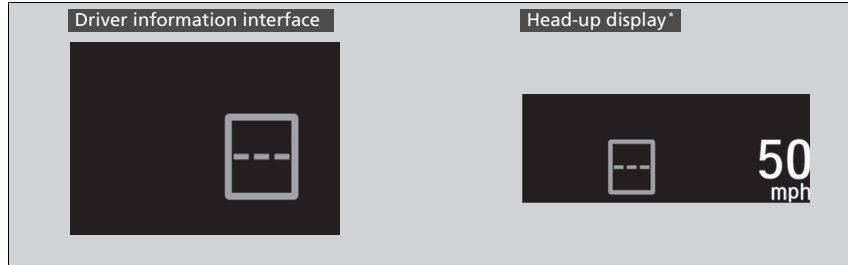 Driver information interface
Head-up display*
---
---
50
mph